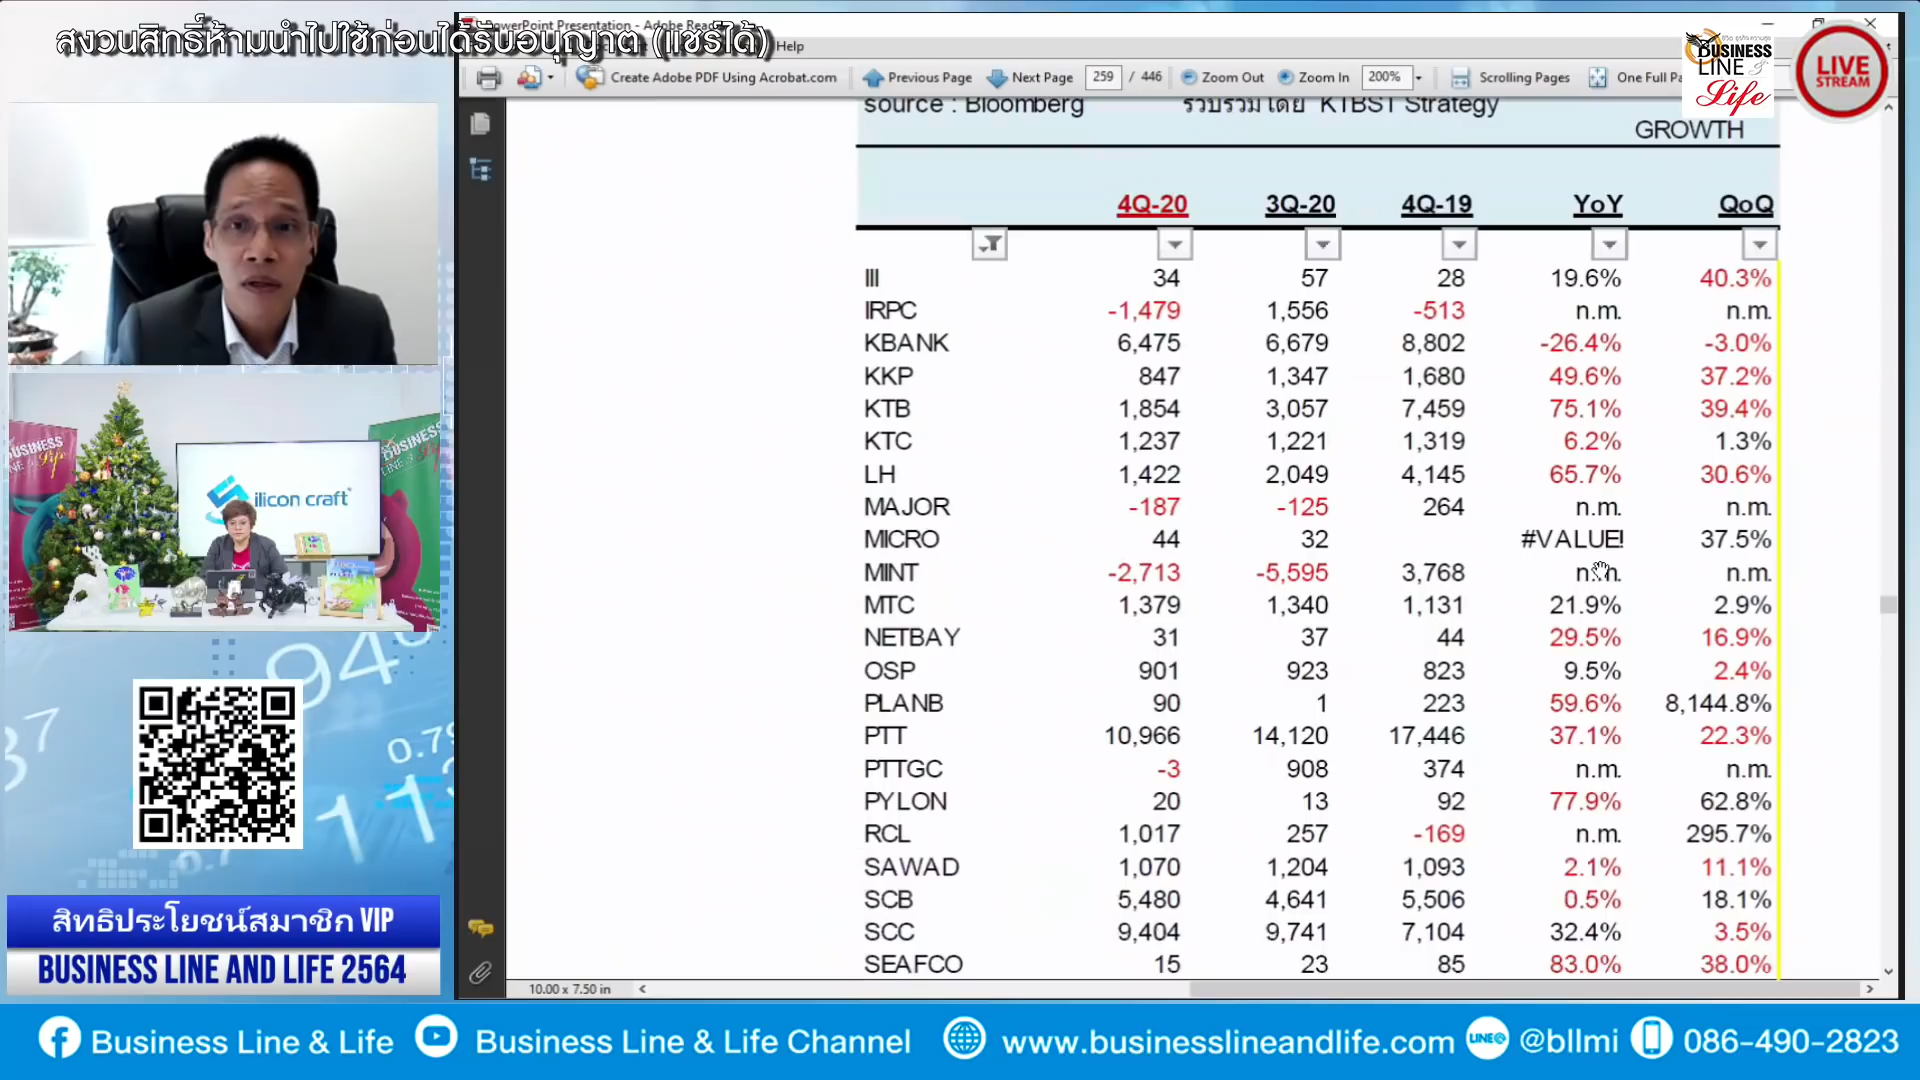 สงวนสิทธิ์ห้ามนำไปใช้ก่อนได้รับอนุญาต (แชร์ได้)
PowerPoint Presentation - Adobe Reader
Help
Create Adobe PDF Using Acrobat.com Previous Page Next Page 259 / 446 Zoom Out Zoom In 200% Scrolling Pages One Full
BUSINESS
LINE &
Life
LIVE
STREAM
source : Bloomberg รวบรวมโดย KTBST Strategy
GROWTH
4Q-20 3Q-20 4Q-19 YoY QoQ
III 34 57 28 19.6% 40.3%
IRPC -1,479 1,556 -513 n.m. n.m.
KBANK 6,475 6,679 8,802 -26.4% -3.0%
KKP 847 1,347 1,680 49.6% 37.2%
KTB 1,854 3,057 7,459 75.1% 39.4%
KTC 1,237 1,221 1,319 6.2% 1.3%
LH 1,422 2,049 4,145 65.7% 30.6%
MAJOR -187 -125 264 n.m. n.m.
MICRO 44 32 #VALUE! 37.5%
MINT -2,713 -5,595 3,768 n.m. n.m.
MTC 1,379 1,340 1,131 21.9% 2.9%
NETBAY 31 37 44 29.5% 16.9%
OSP 901 923 823 9.5% 2.4%
PLANB 90 1 223 59.6% 8,144.8%
PTT 10,966 14,120 17,446 37.1% 22.3%
PTTGC -3 908 374 n.m. n.m.
PYLON 20 13 92 77.9% 62.8%
RCL 1,017 257 -169 n.m. 295.7%
SAWAD 1,070 1,204 1,093 2.1% 11.1%
SCB 5,480 4,641 5,506 0.5% 18.1%
SCC 9,404 9,741 7,104 32.4% 3.5%
SEAFCO 15 23 85 83.0% 38.0%
10.00 x 7.50 in
ilicon craft
BUSINESS
สิทธิประโยชน์สมาชิก VIP
BUSINESS LINE AND LIFE 2564
Business Line & Life Business Line & Life Channel www.businesslineandlife.com LINE@ @bllmi 086-490-2823